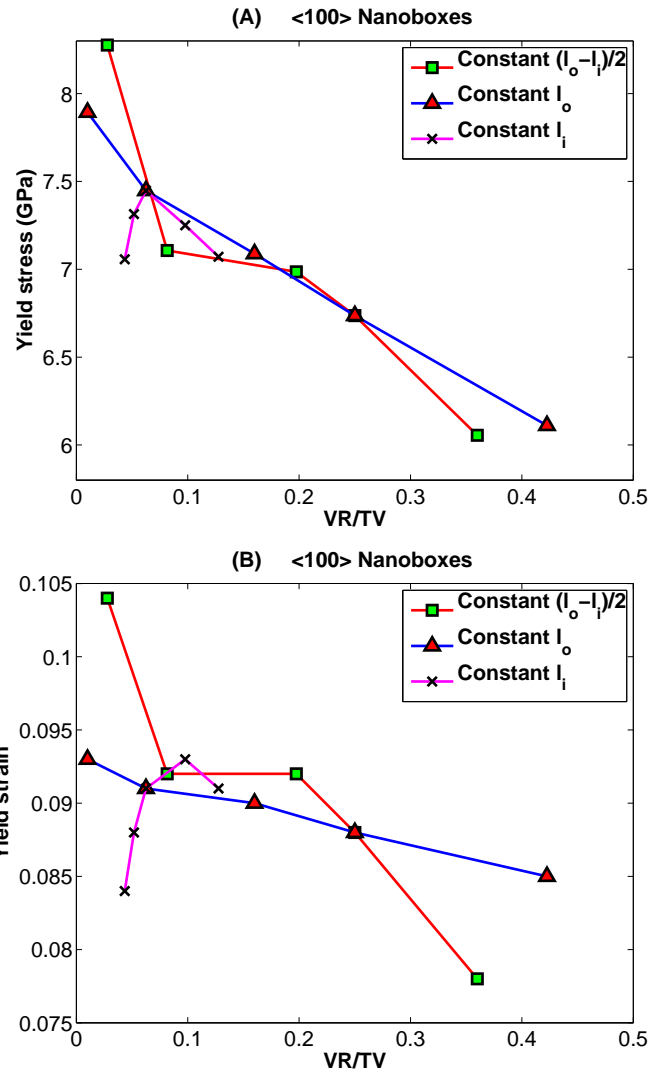 (A) <100> Nanoboxes
Constant (l_o−l_i)/2
Constant l_o
Constant l_i
Yield stress (GPa)
8
7.5
7
6.5
6
0 0.1 0.2 0.3 0.4 0.5
VR/TV
(B) <100> Nanoboxes
Constant (l_o−l_i)/2
Constant l_o
Constant l_i
Yield strain
0.105
0.1
0.095
0.09
0.085
0.08
0.075
0 0.1 0.2 0.3 0.4 0.5
VR/TV